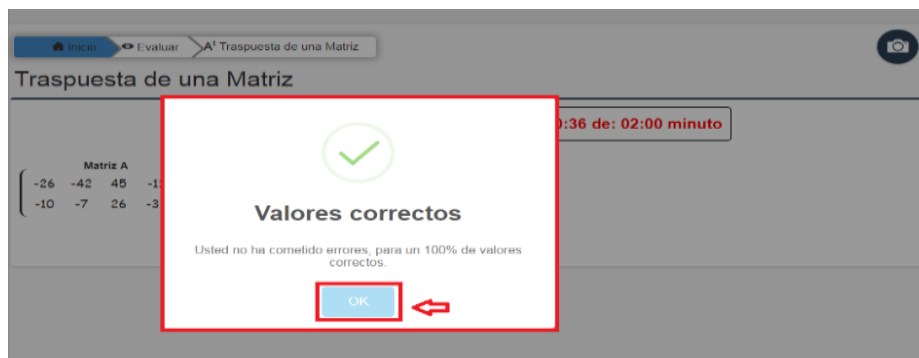 Inicio Evaluar Aᵗ Traspuesta de una Matriz
Traspuesta de una Matriz
:36 de: 02:00 minuto
Matriz A
-26 -42 45
-10 -7 26
Valores correctos
Usted no ha cometido errores, para un 100% de valores
correctos.
OK